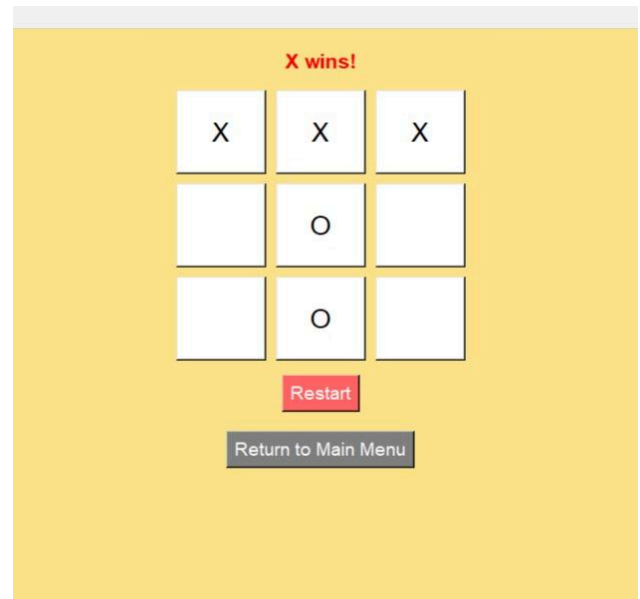 X wins!
X X X
O
O
Restart
Return to Main Menu